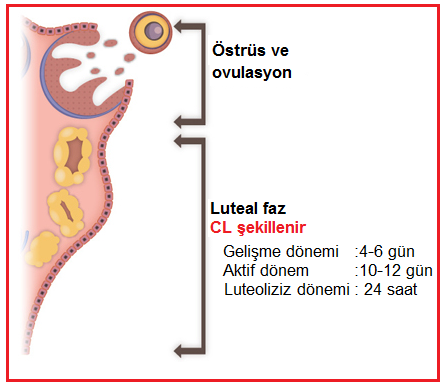 Östrüs ve
ovulasyon
Luteal faz
CL şekillenir
Gelişme dönemi :4-6 gün
Aktif dönem :10-12 gün
Luteoliziz dönemi : 24 saat